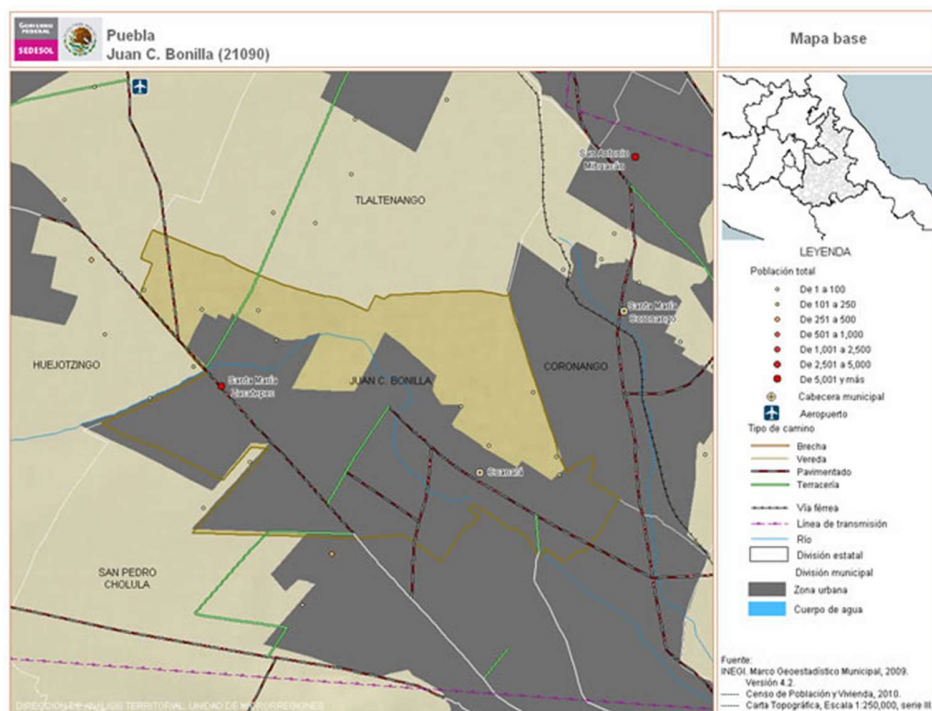 GOBIERNO
FEDERAL
SEDESOL
Puebla
Juan C. Bonilla (21090)
Mapa base
TLALTENANGO
San Antonio
Mihuacán
HUEJOTZINGO
Santa María
Coronango
CORONANGO
Santa María
Zacatepec
JUAN C. BONILLA
Cuanalá
SAN PEDRO
CHOLULA
DIRECCIÓN DE ANÁLISIS TERRITORIAL. UNIDAD DE MICRORREGIONES
LEYENDA
Población total
De 1 a 100
De 101 a 250
De 251 a 500
De 501 a 1,000
De 1,001 a 2,500
De 2,501 a 5,000
De 5,001 y más
Cabecera municipal
Aeropuerto
Tipo de camino
Brecha
Vereda
Pavimentado
Terracería
Vía férrea
Línea de transmisión
Río
División estatal
División municipal
Zona urbana
Cuerpo de agua
Fuente:
INEGI. Marco Geoestadístico Municipal, 2009.
Versión 4.2.
Censo de Población y Vivienda, 2010.
Carta Topográfica, Escala 1:250,000, serie III.